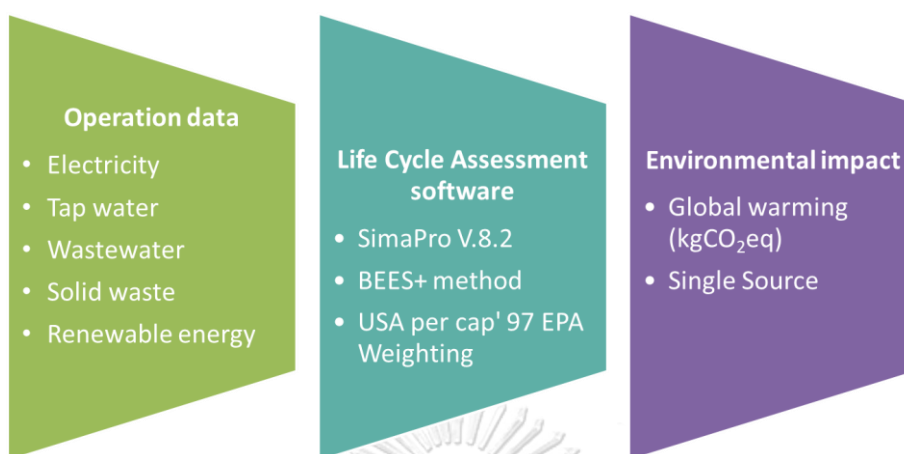 Operation data
• Electricity
• Tap water
• Wastewater
• Solid waste
• Renewable energy
Life Cycle Assessment
software
• SimaPro V.8.2
• BEES+ method
• USA per cap' 97 EPA
Weighting
Environmental impact
• Global warming
(kgCO₂eq)
• Single Source